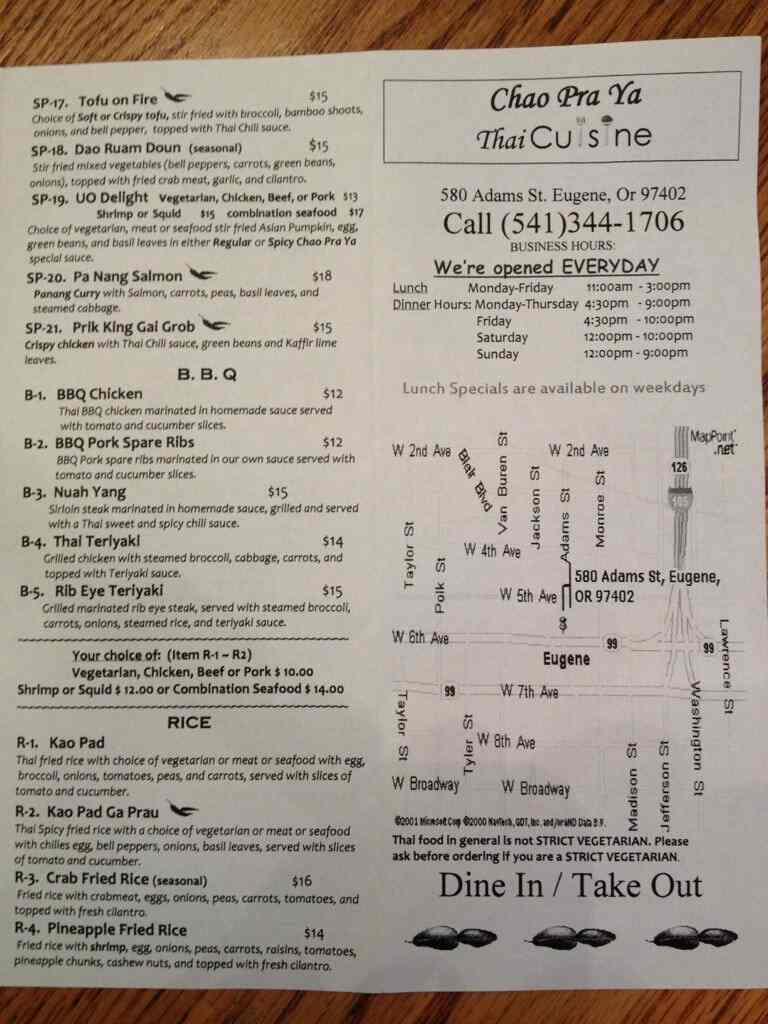 SP-17. Tofu on Fire $15
Choice of Soft or Crispy tofu, stir fried with broccoli, bamboo shoots,
onions, and bell pepper, topped with Thai Chili sauce.
SP-18. Dao Ruam Doun (seasonal) $15
Stir fried mixed vegetables (bell peppers, carrots, green beans,
onions), topped with fried crab meat, garlic, and cilantro.
SP-19. UO Delight Vegetarian, Chicken, Beef, or Pork $13
Shrimp or Squid $15 combination seafood $17
Choice of vegetarian, meat or seafood stir fried Asian Pumpkin, egg,
green beans, and basil leaves in either Regular or Spicy Chao Pra Ya
special sauce.
SP-20. Pa Nang Salmon $18
Panang Curry with Salmon, carrots, peas, basil leaves, and
steamed cabbage.
SP-21. Prik King Gai Grob $15
Crispy chicken with Thai Chili sauce, green beans and Kaffir lime
leaves.
B. B. Q
B-1. BBQ Chicken $12
Thai BBQ chicken marinated in homemade sauce served
with tomato and cucumber slices.
B-2. BBQ Pork Spare Ribs $12
BBQ Pork spare ribs marinated in our own sauce served with
tomato and cucumber slices.
B-3. Nuah Yang $15
Sirloin steak marinated in homemade sauce, grilled and served
with a Thai sweet and spicy chili sauce.
B-4. Thai Teriyaki $14
Grilled chicken with steamed broccoli, cabbage, carrots, and
topped with Teriyaki sauce.
B-5. Rib Eye Teriyaki $15
Grilled marinated rib eye steak, served with steamed broccoli,
carrots, onions, steamed rice, and teriyaki sauce.
Your choice of: (Item R-1 ~ R2)
Vegetarian, Chicken, Beef or Pork $ 10.00
Shrimp or Squid $ 12.00 or Combination Seafood $ 14.00
RICE
R-1. Kao Pad
Thai fried rice with choice of vegetarian or meat or seafood with egg,
broccoli, onions, tomatoes, peas, and carrots, served with slices of
tomato and cucumber.
R-2. Kao Pad Ga Prau
Thai Spicy fried rice with a choice of vegetarian or meat or seafood
with chilies egg, bell peppers, onions, basil leaves, served with slices
of tomato and cucumber.
R-3. Crab Fried Rice (seasonal) $16
Fried rice with crabmeat, eggs, onions, peas, carrots, tomatoes, and
topped with fresh cilantro.
R-4. Pineapple Fried Rice $14
Fried rice with shrimp, egg, onions, peas, carrots, raisins, tomatoes,
pineapple chunks, cashew nuts, and topped with fresh cilantro.
Chao Pra Ya
Thai Cuisine
580 Adams St. Eugene, Or 97402
Call (541)344-1706
BUSINESS HOURS:
We're opened EVERYDAY
Lunch Monday-Friday 11:00am - 3:00pm
Dinner Hours: Monday-Thursday 4:30pm - 9:00pm
Friday 4:30pm - 10:00pm
Saturday 12:00pm - 10:00pm
Sunday 12:00pm - 9:00pm
Lunch Specials are available on weekdays
MapPoint
.net
W 2nd Ave
Blair Blvd
Van Buren St
W 2nd Ave
126
105
Jackson St
Adams St
Monroe St
Taylor St
Polk St
W 4th Ave
W 5th Ave
580 Adams St, Eugene,
OR 97402
W 6th Ave
99
99
Lawrence St
Eugene
99
W 7th Ave
Taylor St
Tyler St
W 8th Ave
Washington St
W Broadway
W Broadway
Madison St
Jefferson St
©2001 Microsoft Corp ©2000 NavTech, GDT, Inc. and/or
Thai food in general is not STRICT VEGETARIAN. Please
ask before ordering if you are a STRICT VEGETARIAN.
Dine In / Take Out